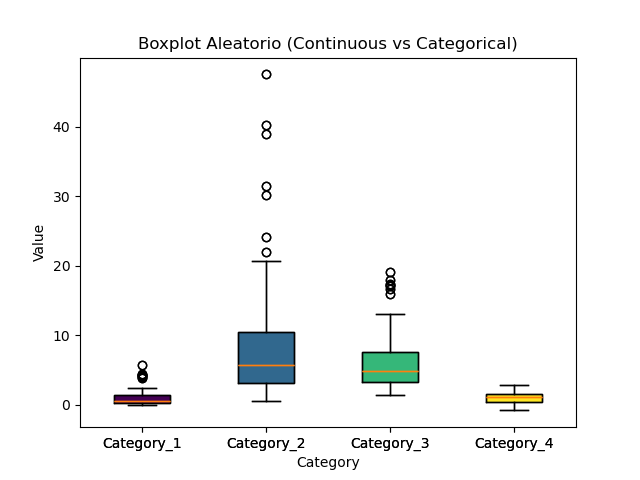 Boxplot Aleatorio (Continuous vs Categorical)
40
30
20
10
0
Value
Category_1 Category_2 Category_3 Category_4
Category